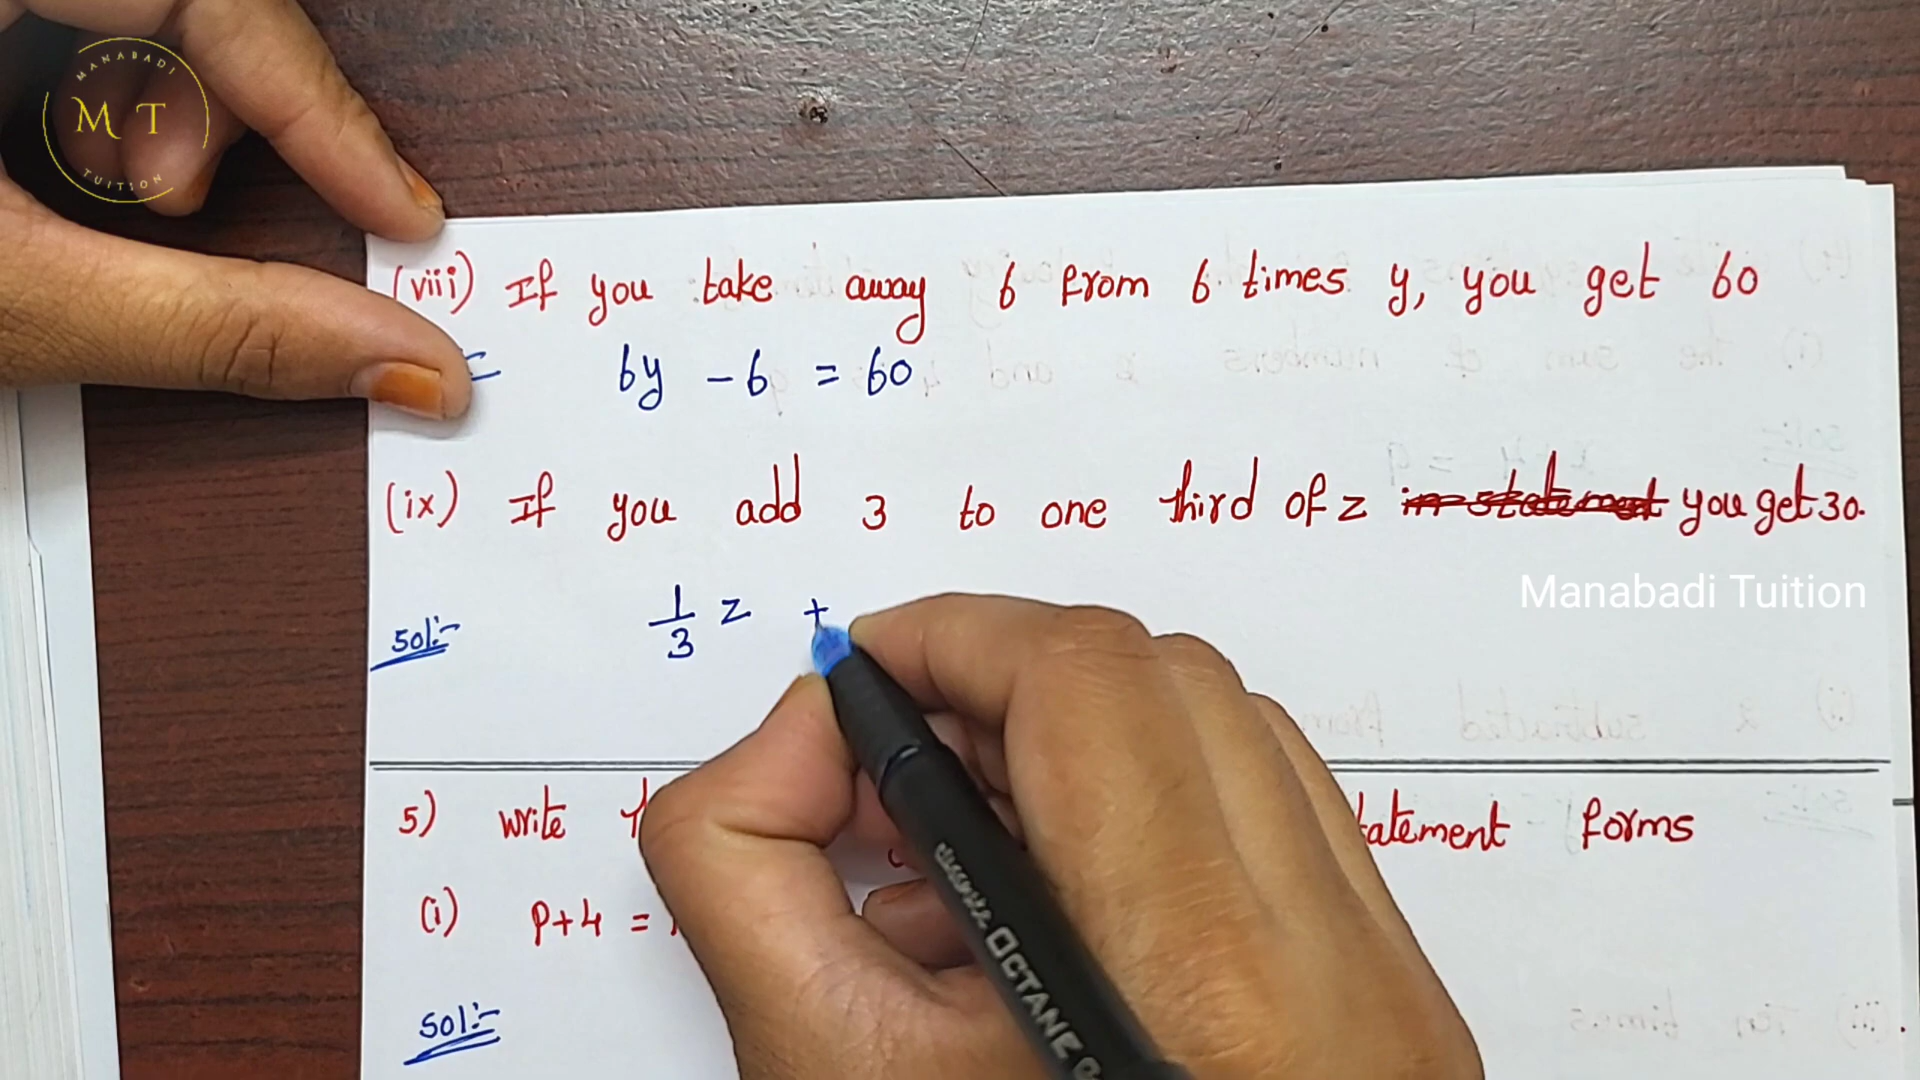 MANABADI
M T
TUITION
(viii) If you take away 6 from 6 times y, you get 60
6y - 6 = 60
(ix) If you add 3 to one third of z in statement you get 30.
Manabadi Tuition
Sol:- 1/3 z +
5) write statement forms
(i) P+4 =
Sol:-
OCTANE